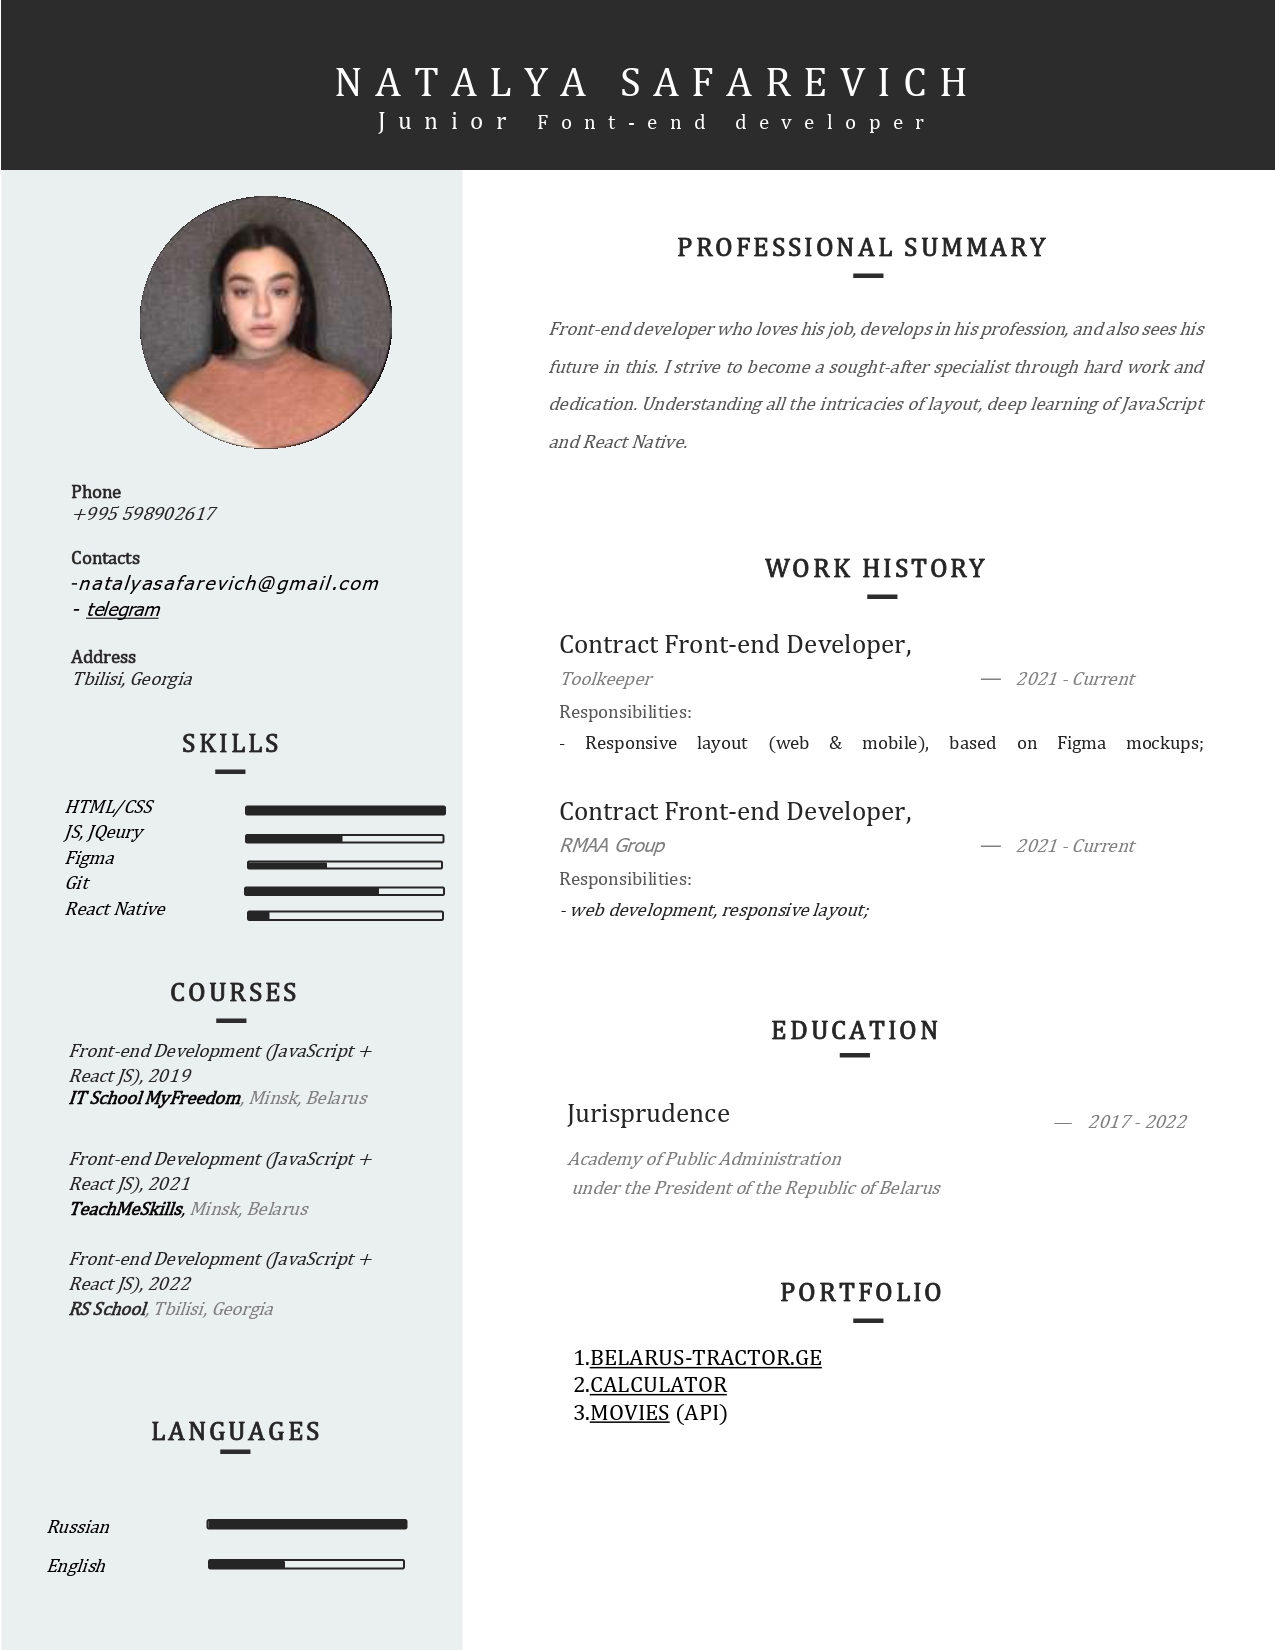 NATALYA SAFAREVICH
Junior Font-end developer
Phone
+995 598902617
Contacts
-natalyasafarevich@gmail.com
- telegram
Address
Tbilisi, Georgia
SKILLS
HTML/CSS
JS, JQeury
Figma
Git
React Native
COURSES
Front-end Development (JavaScript +
React JS), 2019
IT School MyFreedom, Minsk, Belarus
Front-end Development (JavaScript +
React JS), 2021
TeachMeSkills, Minsk, Belarus
Front-end Development (JavaScript +
React JS), 2022
RS School, Tbilisi, Georgia
LANGUAGES
Russian
English
PROFESSIONAL SUMMARY
Front-end developer who loves his job, develops in his profession, and also sees his
future in this. I strive to become a sought-after specialist through hard work and
dedication. Understanding all the intricacies of layout, deep learning of JavaScript
and React Native.
WORK HISTORY
Contract Front-end Developer,
Toolkeeper — 2021 - Current
Responsibilities:
- Responsive layout (web & mobile), based on Figma mockups;
Contract Front-end Developer,
RMAA Group — 2021 - Current
Responsibilities:
- web development, responsive layout;
EDUCATION
Jurisprudence — 2017 - 2022
Academy of Public Administration
under the President of the Republic of Belarus
PORTFOLIO
1.BELARUS-TRACTOR.GE
2.CALCULATOR
3.MOVIES (API)